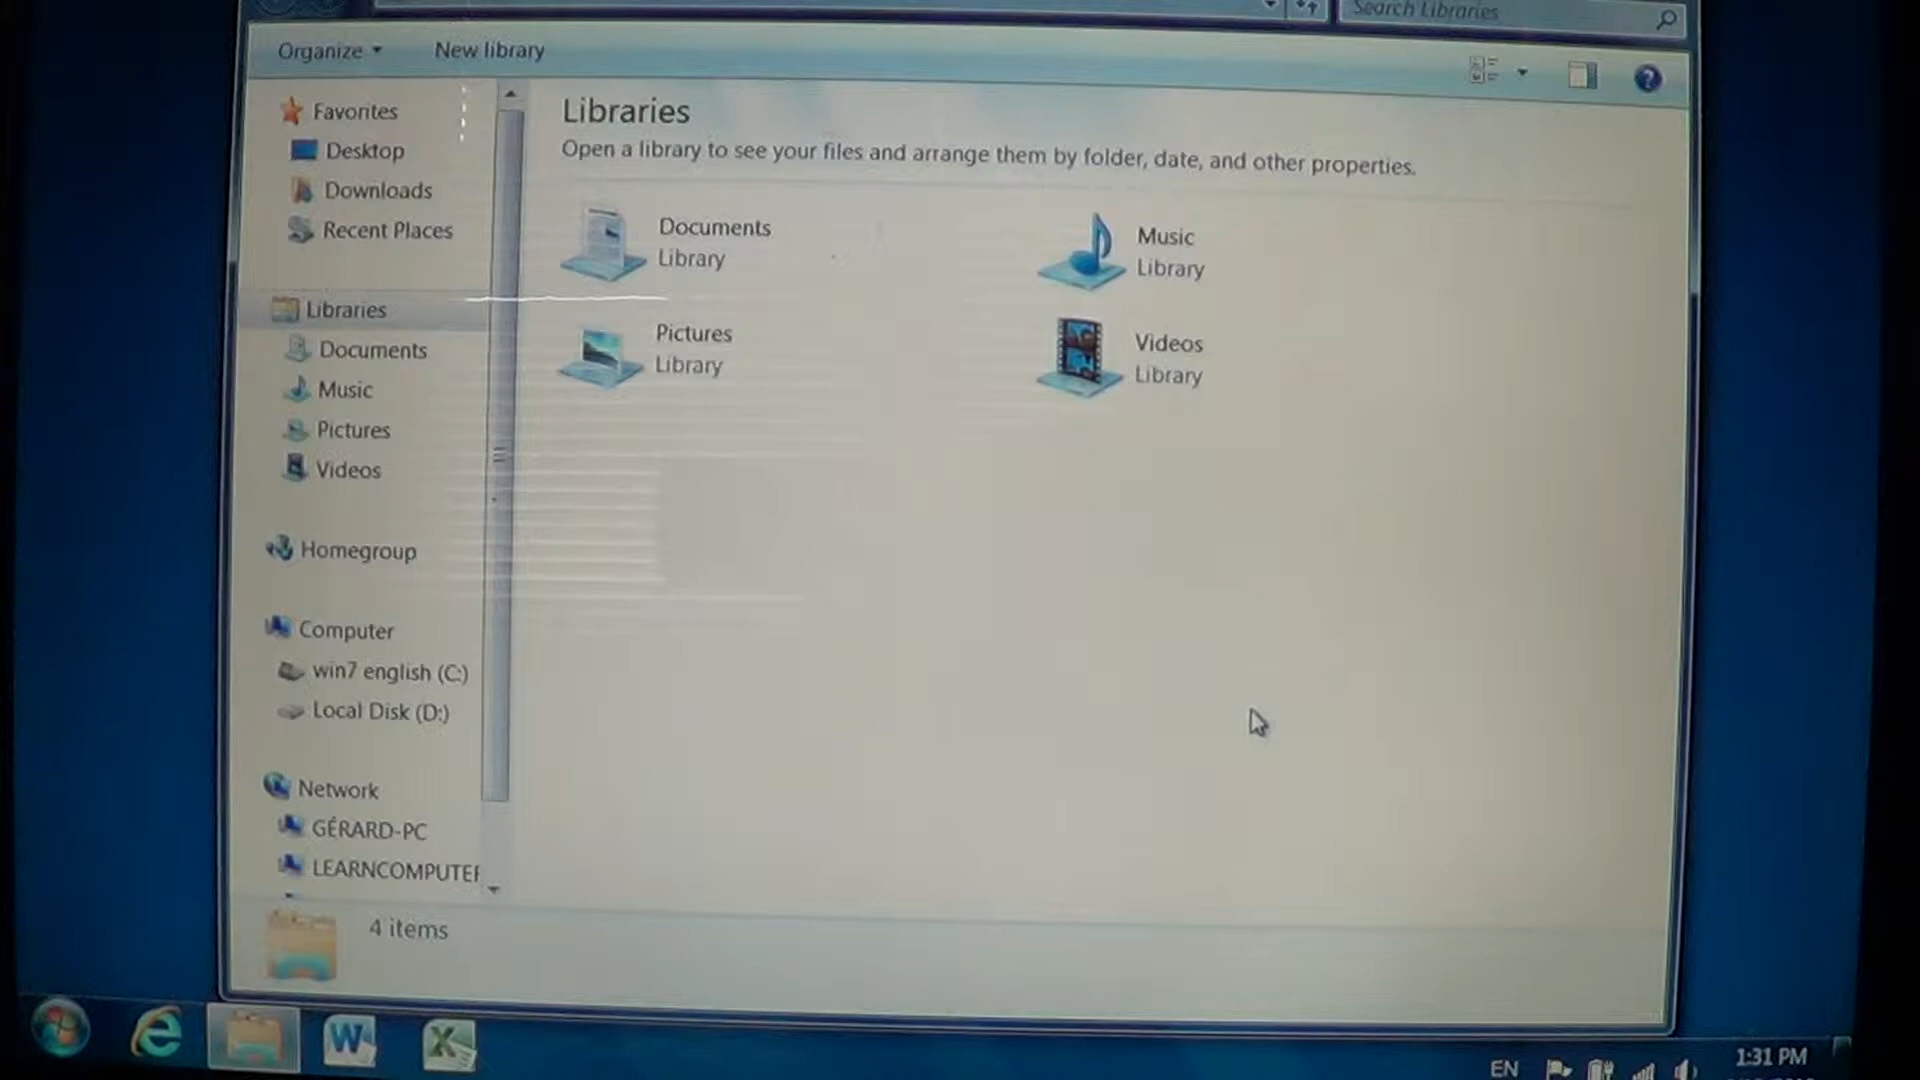 Search Libraries
Organize
New library
Favorites
Desktop
Downloads
Recent Places
Libraries
Documents
Music
Pictures
Videos
Homegroup
Computer
win7 english (C:)
Local Disk (D:)
Network
GÉRARD-PC
LEARNCOMPUTER
Libraries
Open a library to see your files and arrange them by folder, date, and other properties.
Documents
Library
Music
Library
Pictures
Library
Videos
Library
4 items
EN
1:31 PM